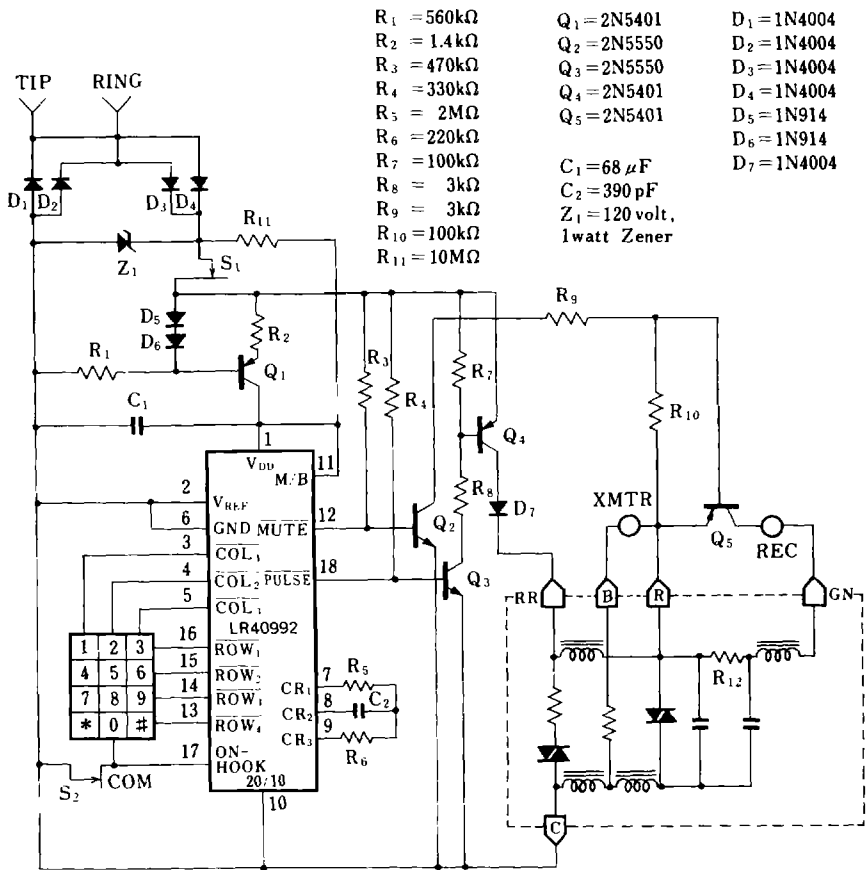 R1 =560kΩ
R2 =1.4kΩ
R3 =470kΩ
R4 =330kΩ
R5 = 2MΩ
R6 =220kΩ
R7 =100kΩ
R8 = 3kΩ
R9 = 3kΩ
R10=100kΩ
R11=10MΩ
Q1=2N5401
Q2=2N5550
Q3=2N5550
Q4=2N5401
Q5=2N5401
C1=68 μF
C2=390 pF
Z1=120 volt,
1watt Zener
D1=1N4004
D2=1N4004
D3=1N4004
D4=1N4004
D5=1N914
D6=1N914
D7=1N4004
TIP RING
D1 D2 D3 D4
R11
Z1
S1
D5
D6
R2
R1
Q1
C1
R3
R4
R7
R9
R10
Q4
R8
D7
Q2
Q3
XMTR
Q5
REC
1
VDD
M/B 11
2 VREF
6 GND
MUTE 12
3 COL1
4 COL2
PULSE 18
5 COL3
LR40992
16 ROW1
15 ROW2
14 ROW3
13 ROW4
CR1 7 R5
CR2 8 C2
CR3 9 R6
17 ON-
HOOK
20/10
10
1 2 3
4 5 6
7 8 9
* 0 #
S2 COM
RR B R GN
R12
C